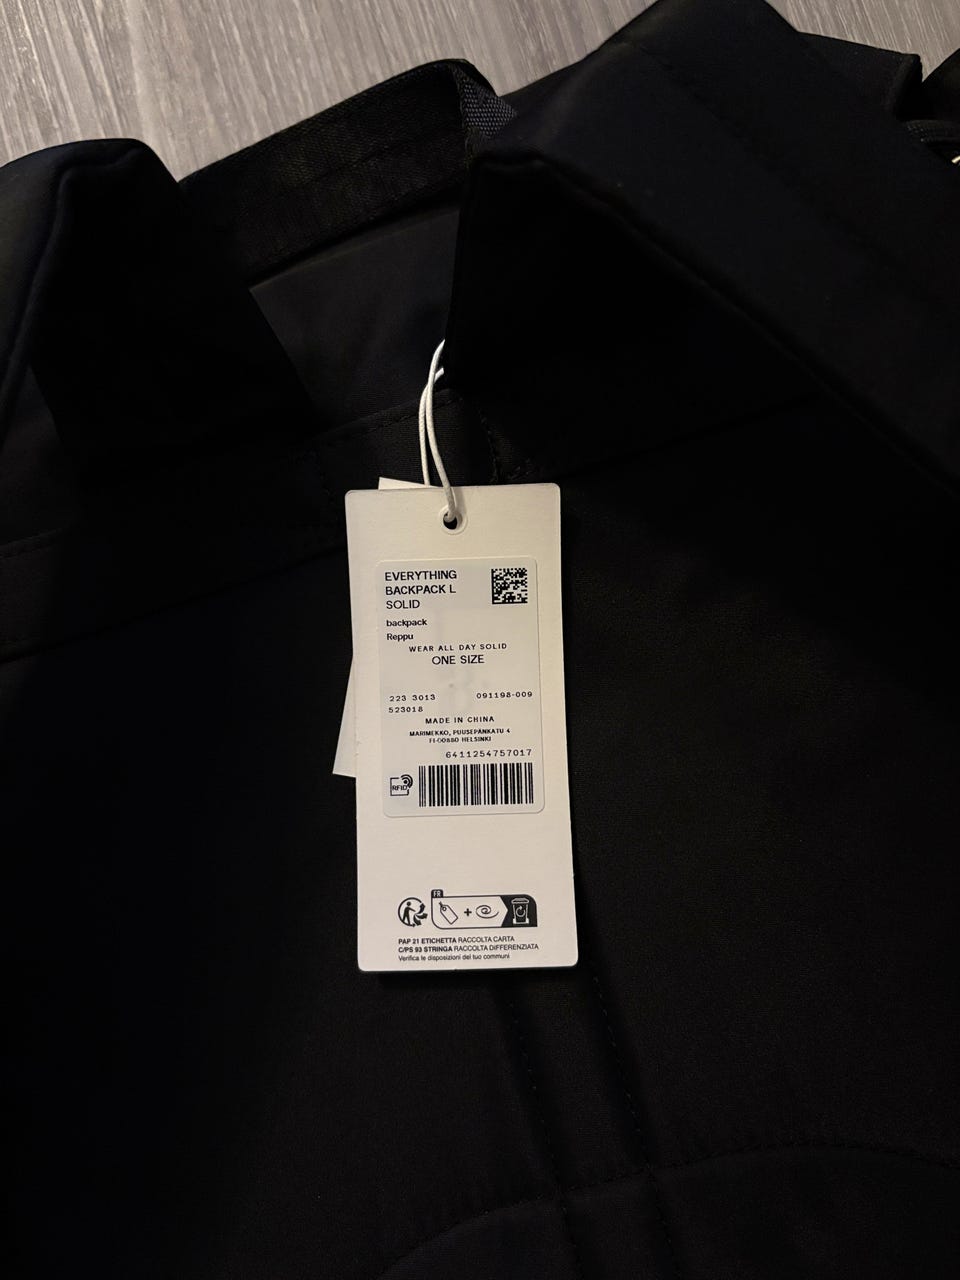 EVERYTHING
BACKPACK L
SOLID
backpack
Reppu
WEAR ALL DAY SOLID
ONE SIZE
223 3013 091198-009
523018
MADE IN CHINA
MARIMEKKO, PUUSEPÄNKATU 4
FI-00880 HELSINKI
6411254757017
RFID
FR
+
PAP 21 ETICHETTA RACCOLTA CARTA
C/PS 93 STRINGA RACCOLTA DIFFERENZIATA
Verifica le disposizioni del tuo comuni